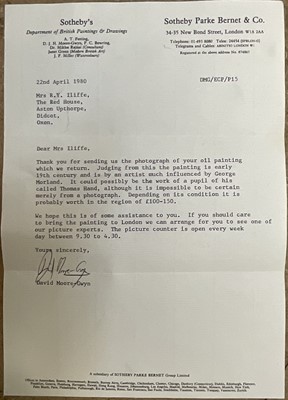 Sotheby's
Department of British Paintings & Drawings
Sotheby Parke Bernet & Co.
34-35 New Bond Street, London W1A 2AA
22nd April 1980
DMG/KCP/P15
Mrs R.V. Iliffe,
The Red House,
Aston Upthorpe,
Didcot,
Oxon.
Dear Mrs Iliffe,
Thank you for sending us the photograph of your oil painting
which we return. Judging from this the painting is early
19th century and is by an artist much influenced by George
Morland. It could possibly be the work of a pupil of his
called Thomas Hand, although it is impossible to be certain
merely from a photograph. Depending on its condition it is
probably worth in the region of £100-150.
We hope this is of some assistance to you. If you should care
to bring the painting to London we can arrange for you to see one of
our picture experts. The picture counter is open every week
day between 9.30 to 4.30.
Yours sincerely,
David Moore-Gwyn
A subsidiary of SOTHEBY PARKE BERNET Group Limited